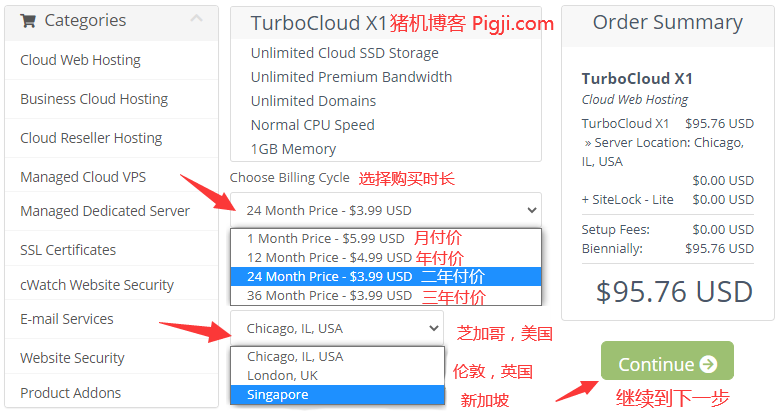 Categories
Cloud Web Hosting
Business Cloud Hosting
Cloud Reseller Hosting
Managed Cloud VPS
Managed Dedicated Server
SSL Certificates
cWatch Website Security
E-mail Services
Website Security
Product Addons
TurboCloud X1猪机博客 Pigji.com
Unlimited Cloud SSD Storage
Unlimited Premium Bandwidth
Unlimited Domains
Normal CPU Speed
1GB Memory
Choose Billing Cycle 选择购买时长
24 Month Price - $3.99 USD
1 Month Price - $5.99 USD 月付价
12 Month Price - $4.99 USD 年付价
24 Month Price - $3.99 USD 二年付价
36 Month Price - $3.99 USD 三年付价
Chicago, IL, USA 芝加哥，美国
Chicago, IL, USA
London, UK 伦敦，英国
Singapore 新加坡
Order Summary
TurboCloud X1
Cloud Web Hosting
TurboCloud X1 $95.76 USD
» Server Location: Chicago,
IL, USA
$0.00 USD
+ SiteLock - Lite $0.00 USD
Setup Fees: $0.00 USD
Biennially: $95.76 USD
$95.76 USD
Continue
继续到下一步